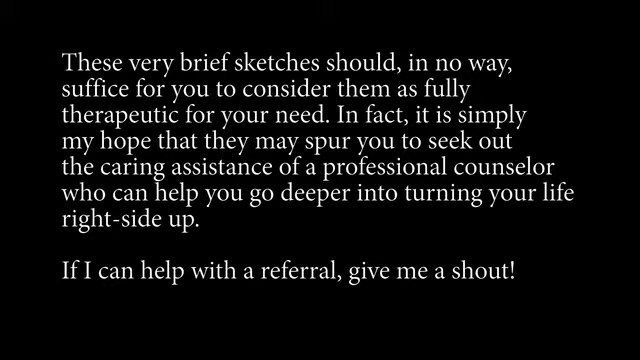 These very brief sketches should, in no way,
suffice for you to consider them as fully
therapeutic for your need. In fact, it is simply
my hope that they may spur you to seek out
the caring assistance of a professional counselor
who can help you go deeper into turning your life
right-side up.
If I can help with a referral, give me a shout!